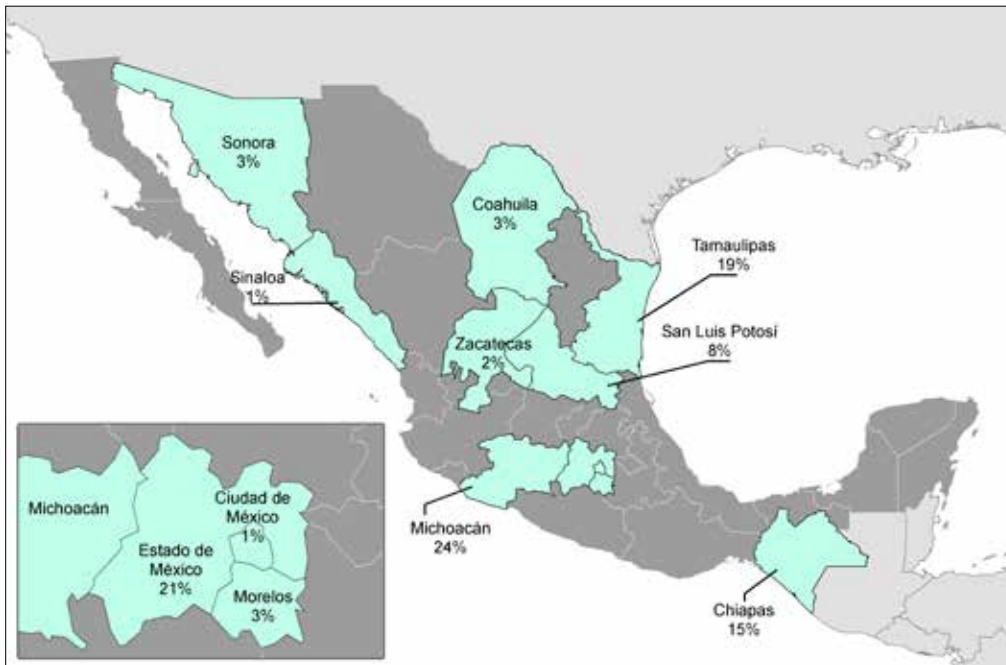 Sonora
3%
Coahuila
3%
Tamaulipas
19%
Sinaloa
1%
San Luis Potosí
8%
Zacatecas
2%
Michoacán
24%
Chiapas
15%
Michoacán
Ciudad de
México
1%
Estado de
México
21%
Morelos
3%